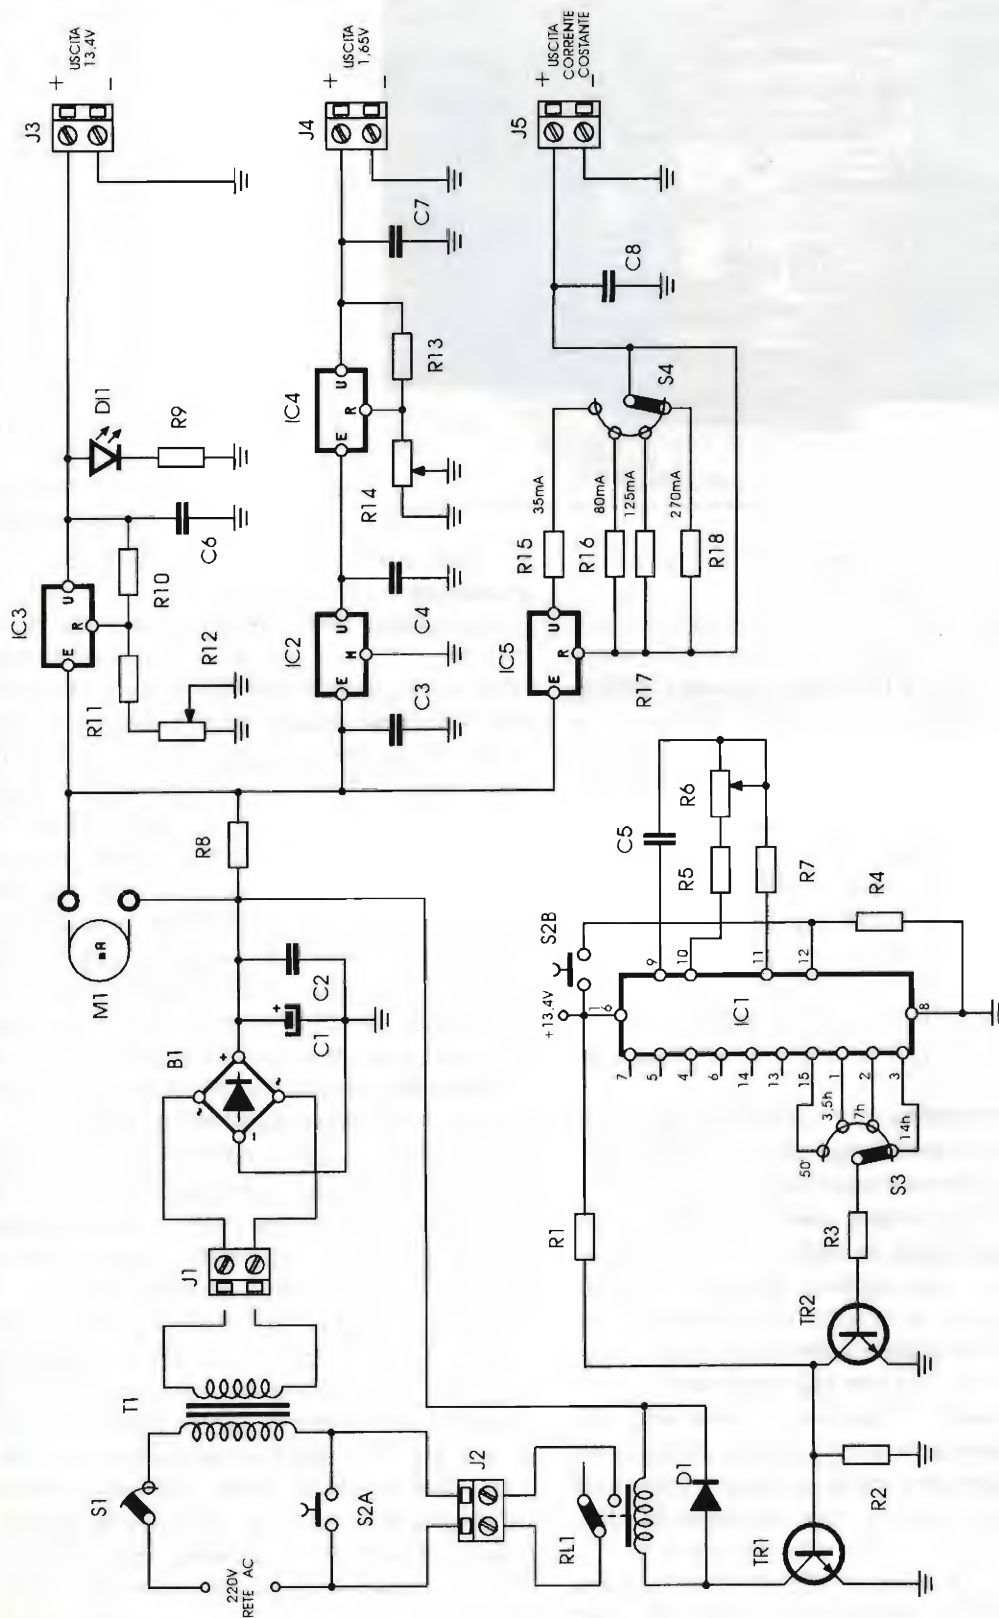 J3
+
USCITA
13,4V
-
IC3
E
U
R
R10
R11
R12
C6
DI1
R9
J4
+
USCITA
1,65V
-
IC2
E
U
M
C3
C4
IC4
E
U
R
R13
R14
C7
J5
+
USCITA
CORRENTE
COSTANTE
-
IC5
E
U
R
R15
R16
R17
R18
35mA
80mA
125mA
270mA
S4
C8
M1
mA
R8
B1
+
-
~
~
C1
+
C2
J1
T1
S1
220V
RETE AC
S2A
J2
RL1
D1
TR1
R2
TR2
R3
R1
S3
50'
3,5h
7h
14h
IC1
+13.4V
16
7
5
4
6
14
13
15
1
2
3
8
9
10
11
12
S2B
C5
R5
R6
R7
R4